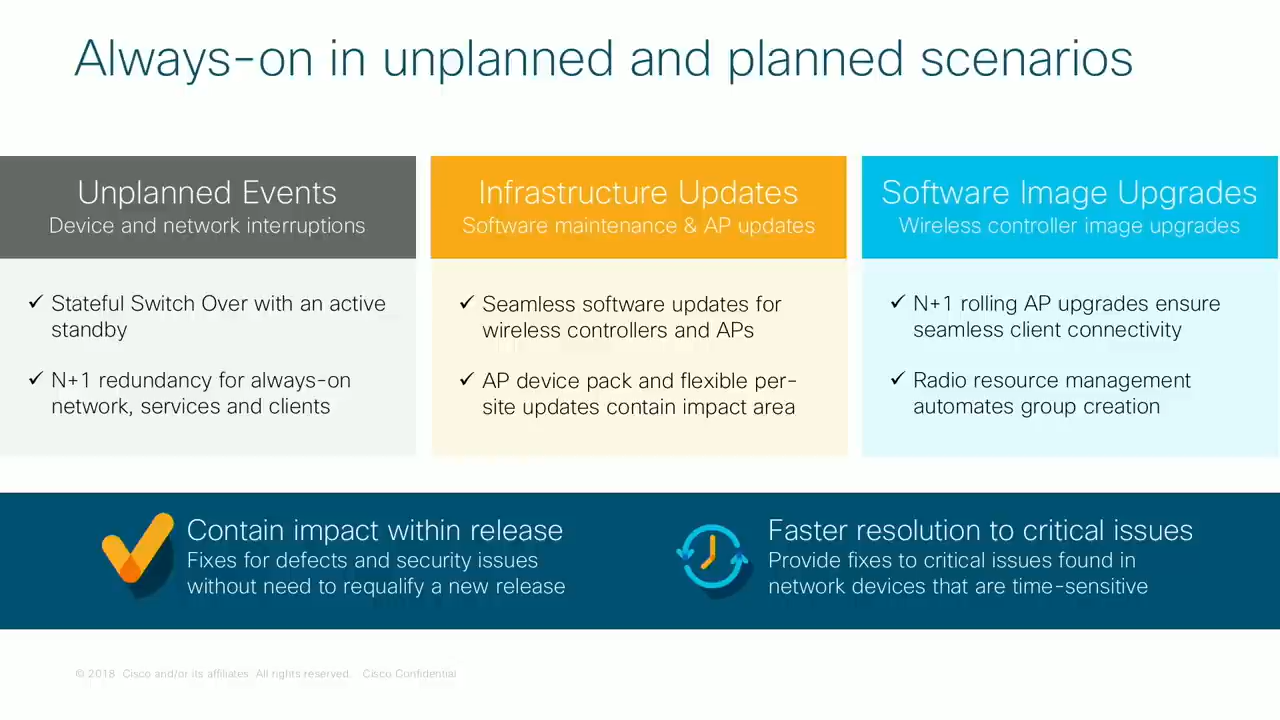 Always-on in unplanned and planned scenarios
Unplanned Events
Device and network interruptions
✓ Stateful Switch Over with an active
standby
✓ N+1 redundancy for always-on
network, services and clients
Infrastructure Updates
Software maintenance & AP updates
✓ Seamless software updates for
wireless controllers and APs
✓ AP device pack and flexible per-
site updates contain impact area
Software Image Upgrades
Wireless controller image upgrades
✓ N+1 rolling AP upgrades ensure
seamless client connectivity
✓ Radio resource management
automates group creation
Contain impact within release
Fixes for defects and security issues
without need to requalify a new release
Faster resolution to critical issues
Provide fixes to critical issues found in
network devices that are time-sensitive
© 2018 Cisco and/or its affiliates. All rights reserved. Cisco Confidential